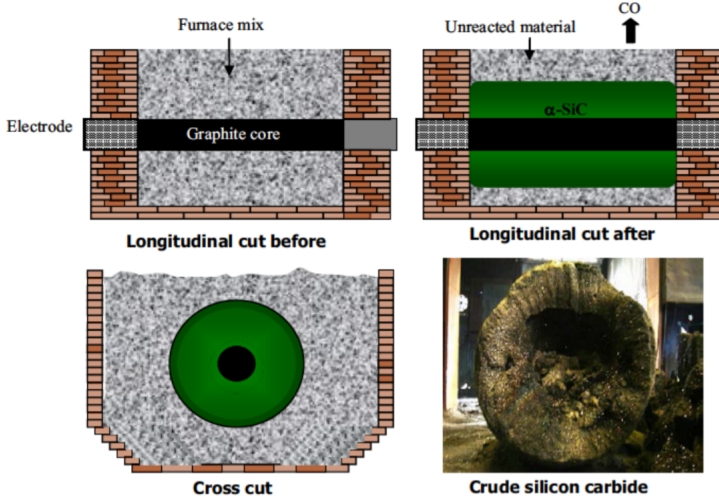 Furnace mix
Electrode
Graphite core
Longitudinal cut before
CO
Unreacted material
α-SiC
Longitudinal cut after
Cross cut
Crude silicon carbide